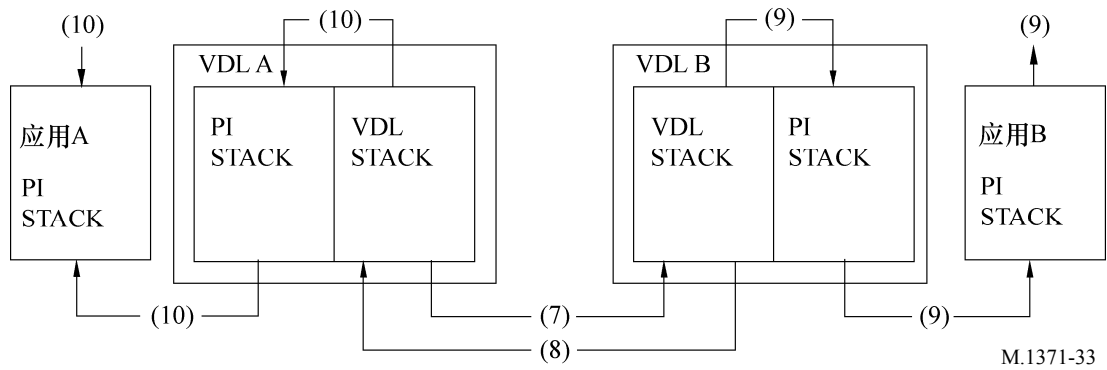 (10)
(10)
(9)
(9)
VDL A
VDL B
应用A
PI
STACK
PI
STACK
VDL
STACK
VDL
STACK
PI
STACK
应用B
PI
STACK
(10)
(7)
(9)
(8)
M.1371-33